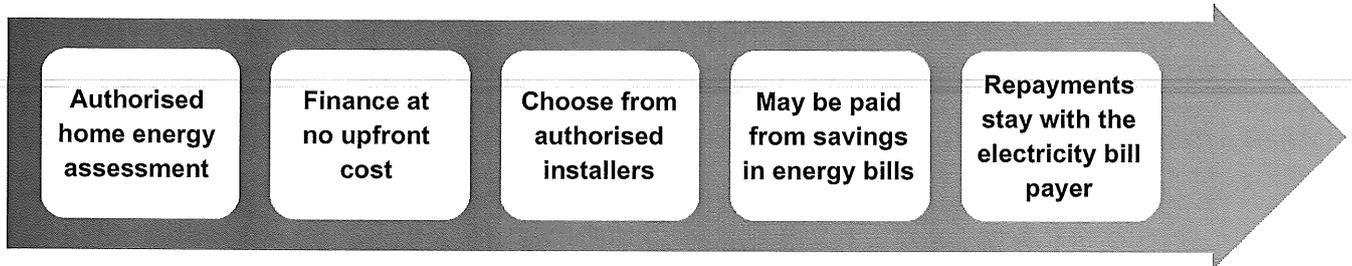 Authorised
home energy
assessment
Finance at
no upfront
cost
Choose from
authorised
installers
May be paid
from savings
in energy bills
Repayments
stay with the
electricity bill
payer